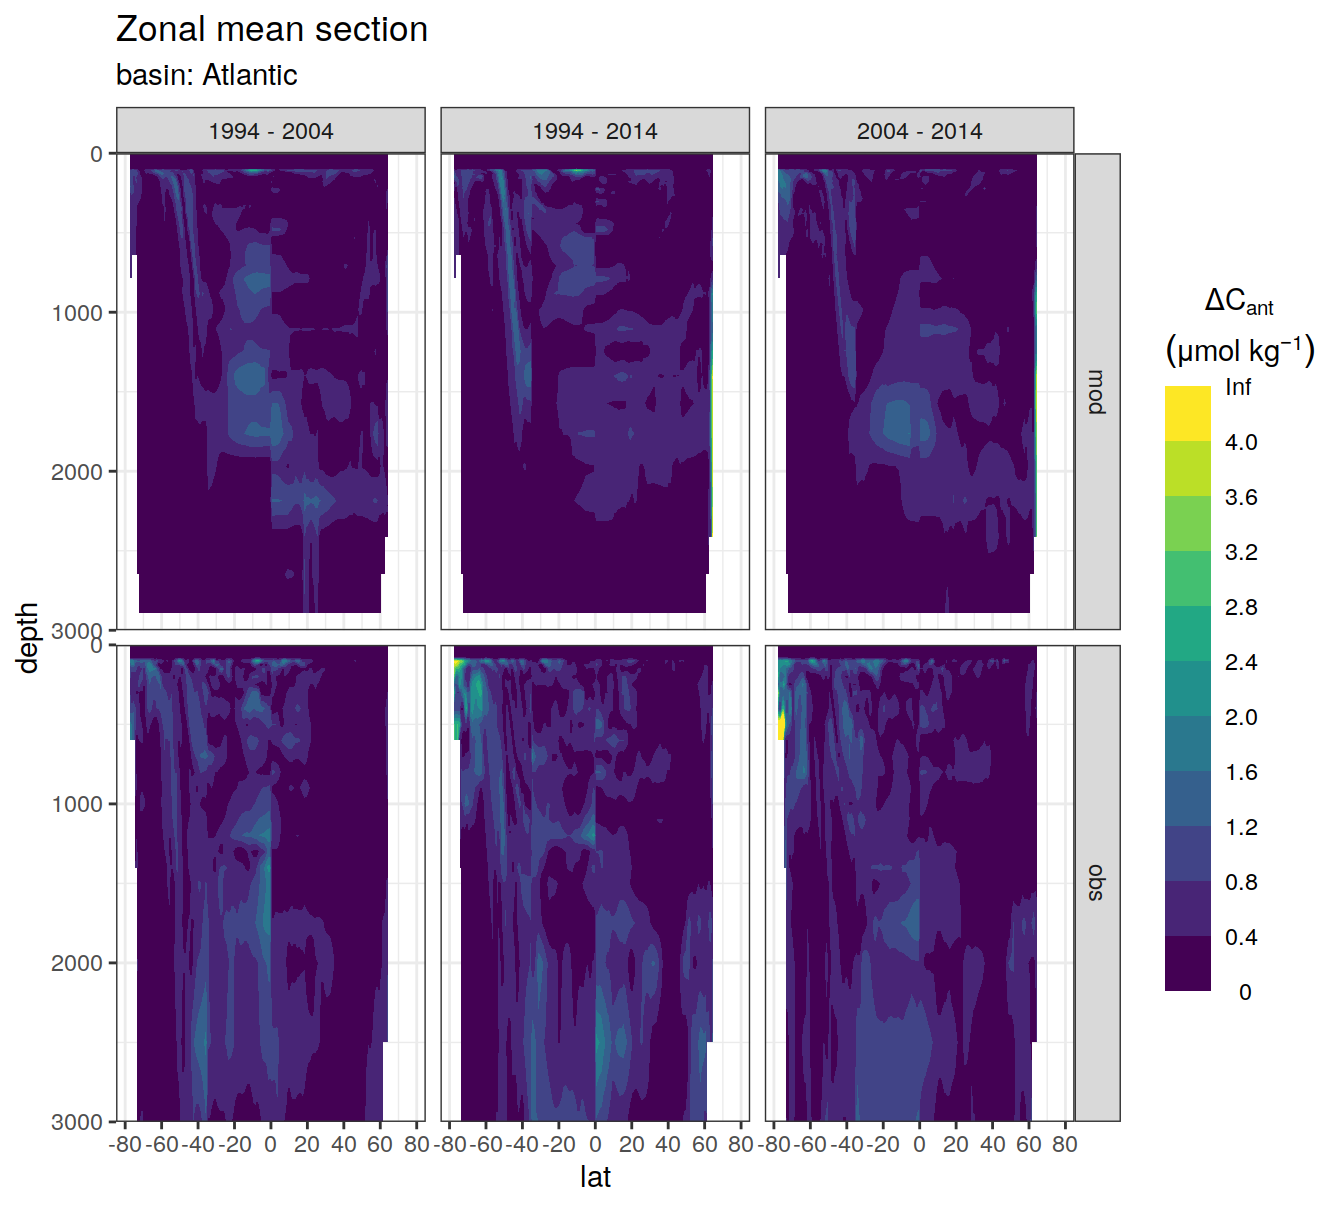 Zonal mean section
basin: Atlantic
1994 - 2004
1994 - 2014
2004 - 2014
0
1000
2000
3000
mod
0
1000
2000
3000
obs
depth
-80 -60 -40 -20 0 20 40 60 80
-80 -60 -40 -20 0 20 40 60 80
-80 -60 -40 -20 0 20 40 60 80
lat
ΔCant
(μmol kg⁻¹)
Inf
4.0
3.6
3.2
2.8
2.4
2.0
1.6
1.2
0.8
0.4
0